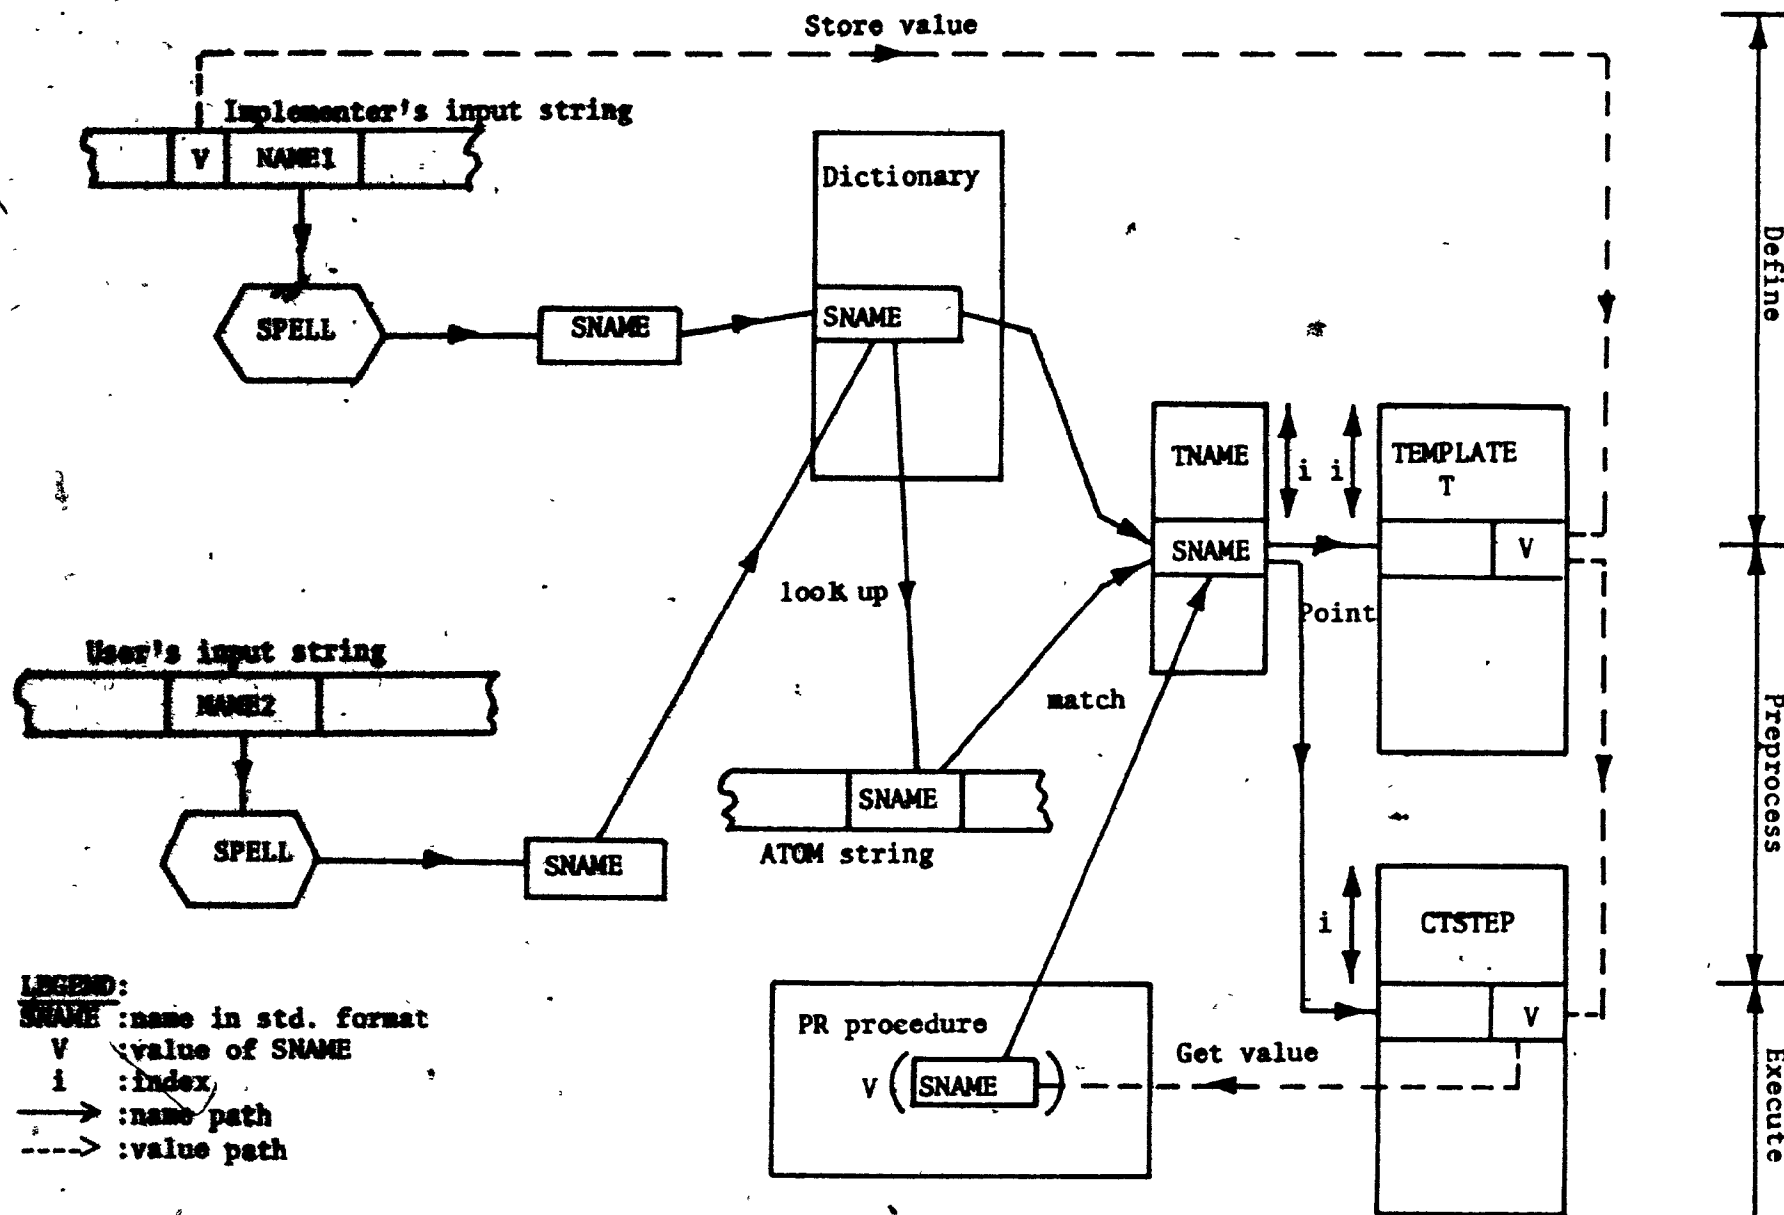 Store value
Implementer's input string
V NAME1
Dictionary
SPELL
SNAME
SNAME
Define
TNAME
i
i
TEMPLATE
T
SNAME
V
look up
Point
User's input string
NAME2
match
Preprocess
SPELL
SNAME
SNAME
ATOM string
i
CTSTEP
LEGEND:
SNAME :name in std. format
V :value of SNAME
i :index
:name path
:value path
PR procedure
V (SNAME)
Get value
V
Execute